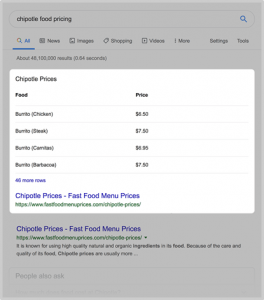 chipotle food pricing
All News Images Shopping Videos More Settings Tools
About 46,100,000 results (0.64 seconds)
Chipotle Prices
Food Price
Burrito (Chicken) $6.50
Burrito (Steak) $7.50
Burrito (Carnitas) $6.95
Burrito (Barbacoa) $7.50
46 more rows
Chipotle Prices - Fast Food Menu Prices
https://www.fastfoodmenuprices.com/chipotle-prices/
Chipotle Prices - Fast Food Menu Prices
https://www.fastfoodmenuprices.com/chipotle-prices/
It is known for using high quality natural and organic ingredients in its food. Because of the care and
quality of its food, Chipotle prices are usually more ...
People also ask